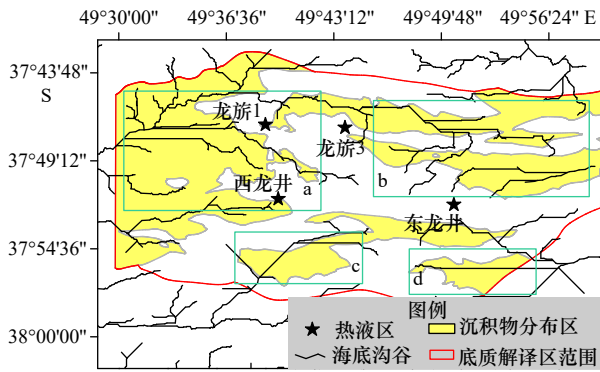 49°30′00″ 49°36′36″ 49°43′12″ 49°49′48″ 49°56′24″ E
37°43′48″
S
龙旂1
龙旂3
37°49′12″
西龙井
a
b
东龙井
37°54′36″
c
d
图例
38°00′00″
热液区
沉积物分布区
海底沟谷
底质解译区范围